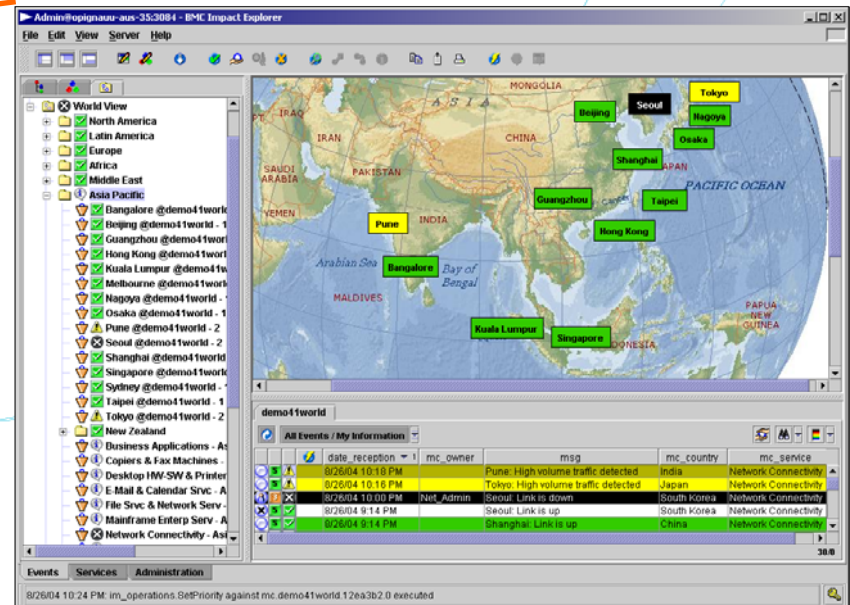 Admin@opignauu-aus-35:3084 - BMC Impact Explorer
File Edit View Server Help
World View
North America
Latin America
Europe
Africa
Middle East
Asia Pacific
Bangalore @demo41world
Beijing @demo41world - 1
Guangzhou @demo41worl
Hong Kong @demo41world
Kuala Lumpur @demo41w
Melbourne @demo41world
Nagoya @demo41world -
Osaka @demo41world - 1
Pune @demo41world - 2
Seoul @demo41world - 2
Shanghai @demo41world
Singapore @demo41world
Sydney @demo41world -
Taipei @demo41world - 1
Tokyo @demo41world - 2
New Zealand
Business Applications - As
Copiers & Fax Machines -
Desktop HW-SW & Printer
E-Mail & Calendar Srvc - A
File Srvc & Network Serv -
Mainframe Enterp Serv - A
Network Connectivity - Asi
MONGOLIA
ASIA
IRAQ
IRAN
CHINA
PAKISTAN
SAUDI ARABIA
YEMEN
INDIA
JAPAN
PACIFIC OCEAN
Arabian Sea
Bay of Bengal
MALDIVES
PAPUA NEW GUINEA
Tokyo
Seoul
Beijing
Nagoya
Osaka
Shanghai
Guangzhou
Taipei
Pune
Hong Kong
Bangalore
Kuala Lumpur
Singapore
demo41world
All Events / My Information
date_reception 1 mc_owner msg mc_country mc_service
8/26/04 10:18 PM Pune: High volume traffic detected India Network Connectivity
8/26/04 10:16 PM Tokyo: High volume traffic detected Japan Network Connectivity
8/26/04 10:00 PM Net_Admin Seoul: Link is down South Korea Network Connectivity
8/26/04 9:14 PM Seoul: Link is up South Korea Network Connectivity
8/26/04 9:14 PM Shanghai: Link is up China Network Connectivity
30/0
Events Services Administration
8/26/04 10:24 PM: im_operations.SetPriority against mc.demo41world.12ea3b2.0 executed